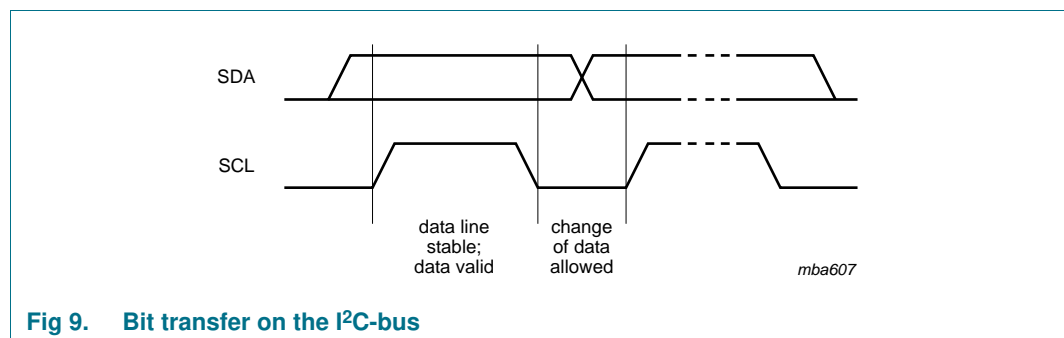 SDA
SCL
data line
stable;
data valid
change
of data
allowed
mba607
Fig 9. Bit transfer on the I²C-bus